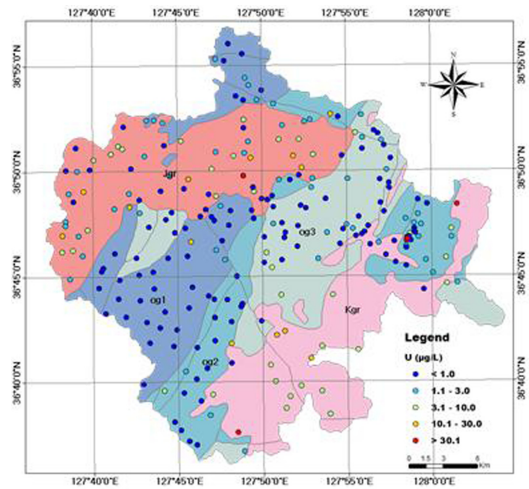 127°40'0"E 127°45'0"E 127°50'0"E 127°55'0"E 128°0'0"E
36°55'0"N 36°55'0"N
N
W E
S
36°50'0"N 36°50'0"N
Jgr
og3
36°45'0"N 36°45'0"N
og1
Kgr
Legend
U (µg/L)
og2
< 1.0
1.1 - 3.0
36°40'0"N 36°40'0"N
3.1 - 10.0
10.1 - 30.0
> 30.1
0 1.5 3 6 Km
127°40'0"E 127°45'0"E 127°50'0"E 127°55'0"E 128°0'0"E